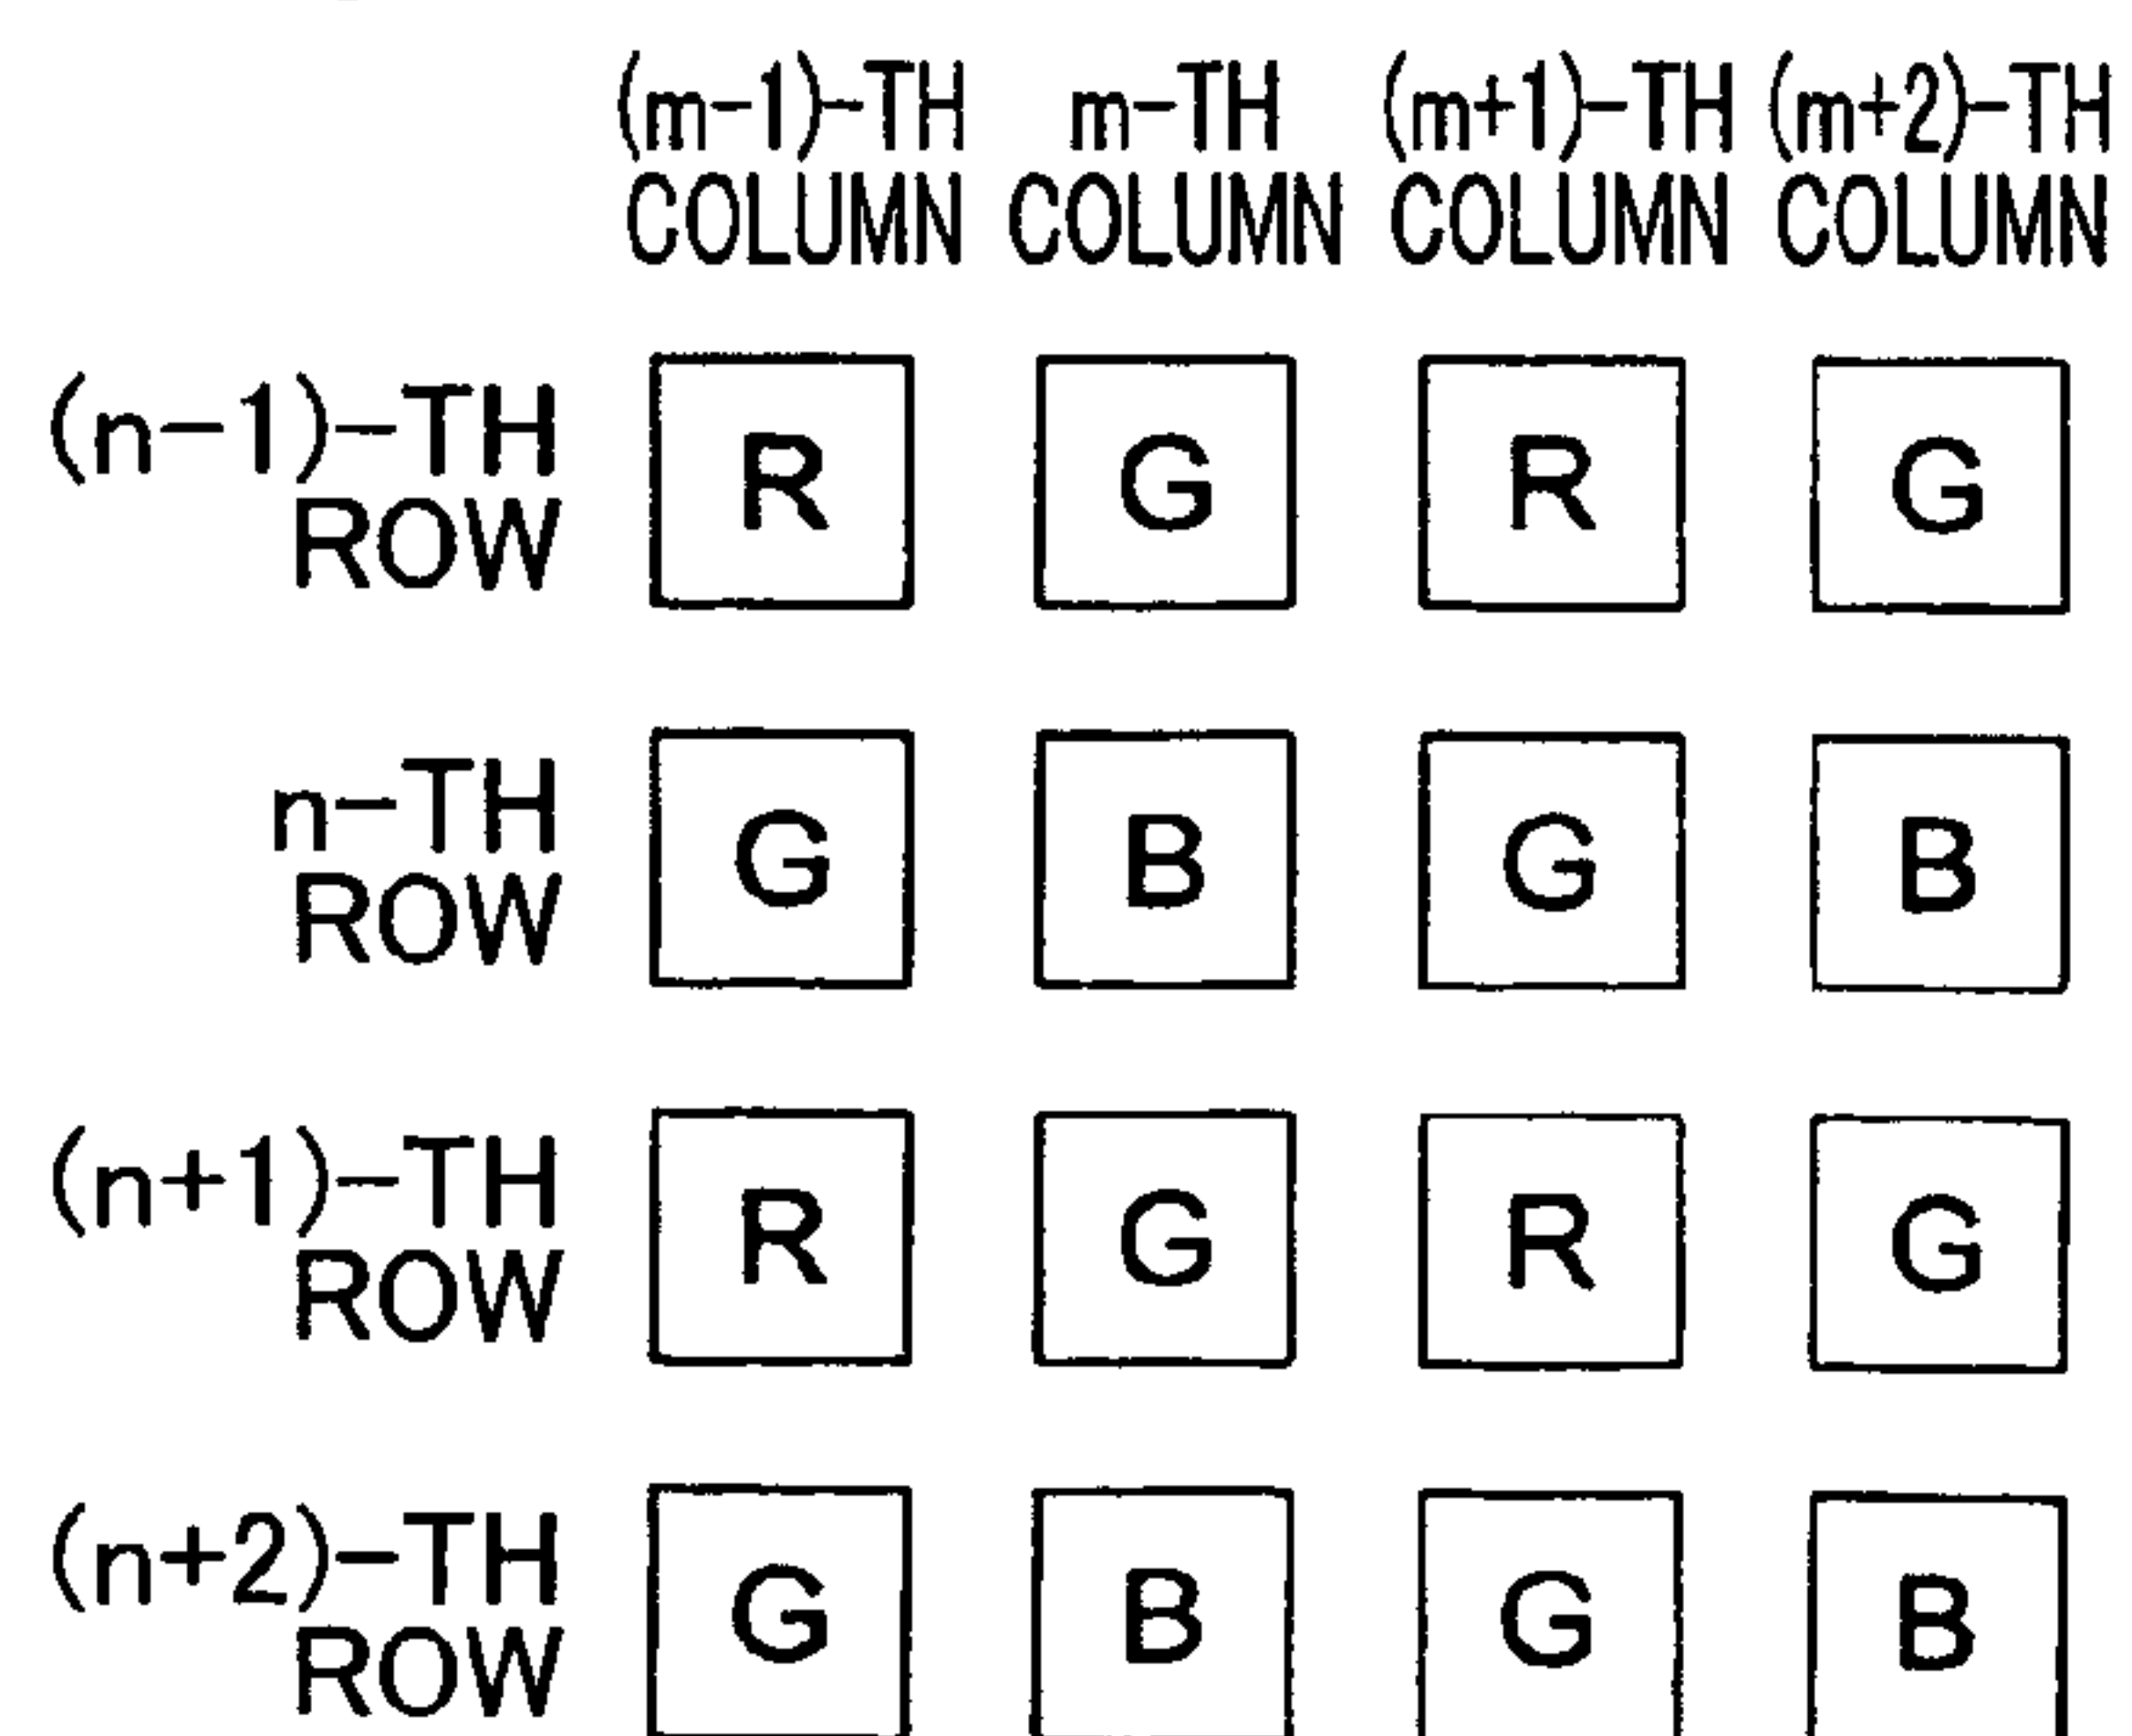 (m-1)-TH m-TH (m+1)-TH (m+2)-TH
COLUMN COLUMN COLUMN COLUMN
(n-1)-TH
ROW
R G R G
n-TH
ROW
G B G B
(n+1)-TH
ROW
R G R G
(n+2)-TH
ROW
G B G B